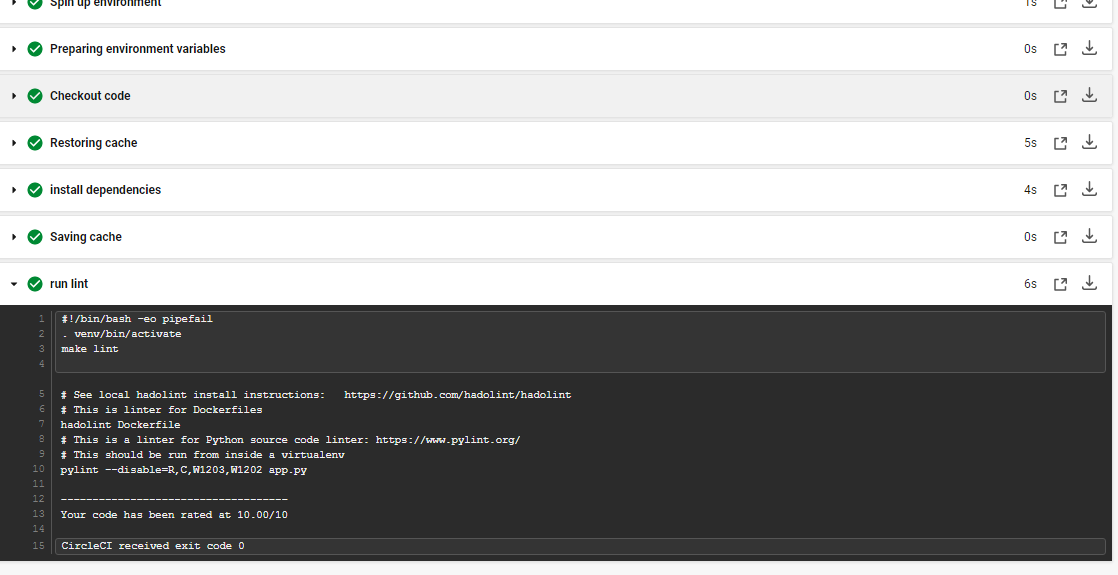 Spin up environment 1s
Preparing environment variables 0s
Checkout code 0s
Restoring cache 5s
install dependencies 4s
Saving cache 0s
run lint 6s
1 #!/bin/bash -eo pipefail
2 . venv/bin/activate
3 make lint
4
5 # See local hadolint install instructions:   https://github.com/hadolint/hadolint
6 # This is linter for Dockerfiles
7 hadolint Dockerfile
8 # This is a linter for Python source code linter: https://www.pylint.org/
9 # This should be run from inside a virtualenv
10 pylint --disable=R,C,W1203,W1202 app.py
11
12 ------------------------------------
13 Your code has been rated at 10.00/10
14
15 CircleCI received exit code 0